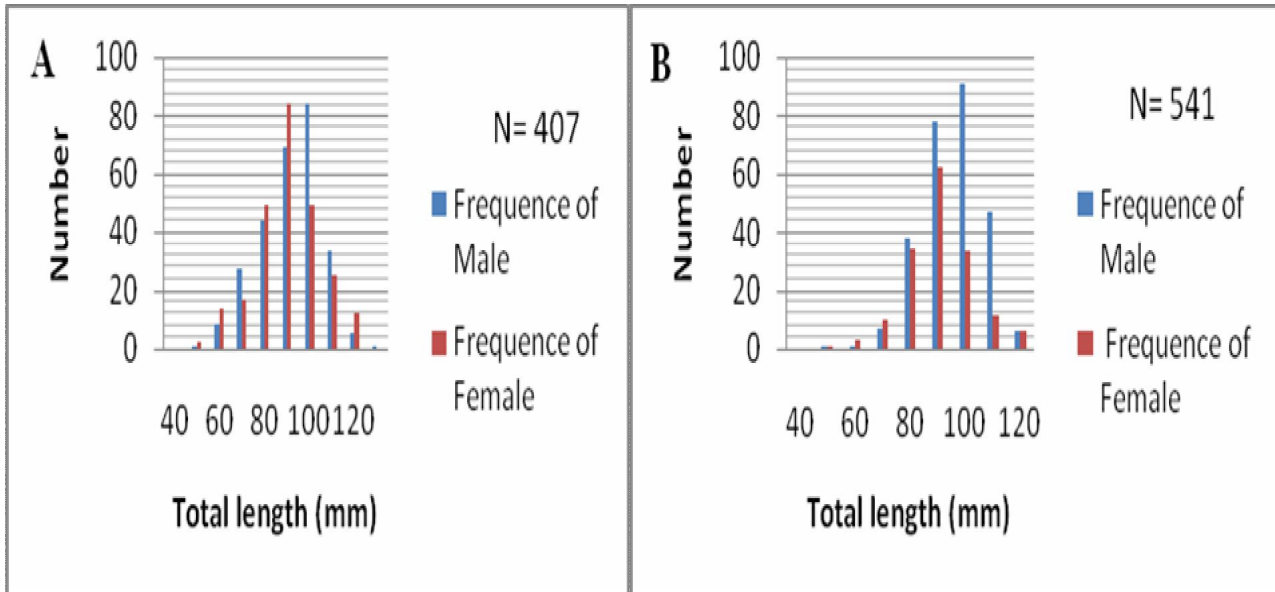 A
100
80
60
40
20
0
Number
N= 407
Frequence of
Male
Frequence of
Female
40 60 80 100 120
Total length (mm)
B
100
80
60
40
20
0
Number
N= 541
Frequence of
Male
Frequence of
Female
40 60 80 100 120
Total length (mm)